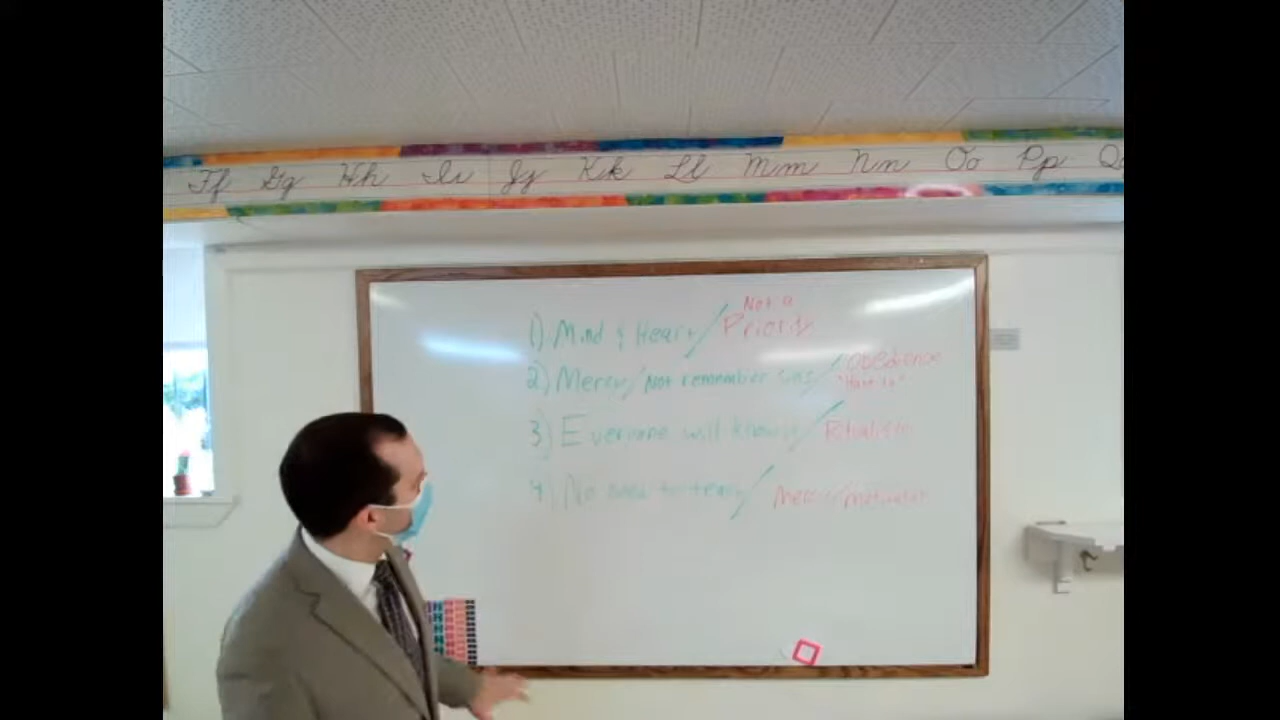 Ff Gg Hh Ii Jj Kk Ll Mm Nn Oo Pp
Not a
1) Mind & Heart / Priority
2) Mercy / Not remember sins / Obedience
"Have to"
3) Everyone will know / Ritualism
4) No need to teach / Mercy / Motivation